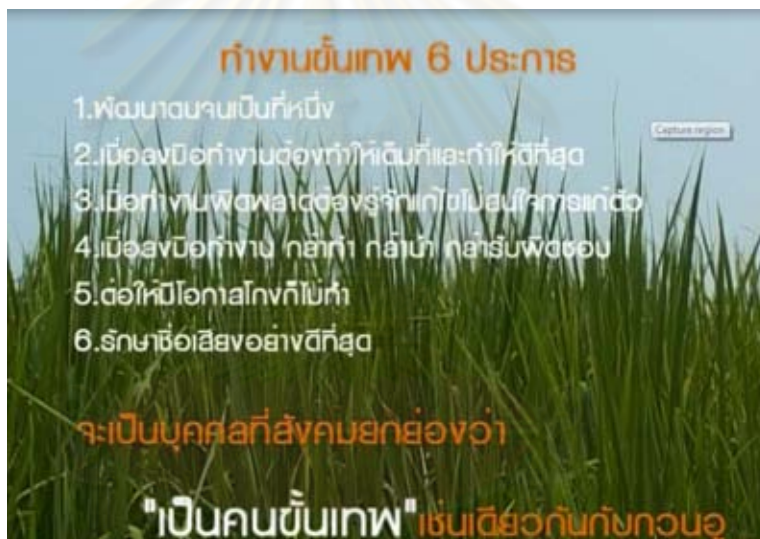 ทำงานขั้นเทพ 6 ประการ
1.พัฒนาตนจนเป็นที่หนึ่ง
Capture region
2.เมื่อลงมือทำงานต้องทำให้เต็มที่และทำให้ดีที่สุด
3.เมื่อทำงานผิดพลาดต้องรู้จักแก้ไขไม่สนใจการแก้ตัว
4.เมื่อลงมือทำงาน กล้าทำ กล้านำ กล้ารับผิดชอบ
5.ต่อให้มีโอกาสโกงก็ไม่ทำ
6.รักษาชื่อเสียงอย่างดีที่สุด
จะเป็นบุคคลที่สังคมยกย่องว่า
"เป็นคนขั้นเทพ"เช่นเดียวกันกับกวนอู